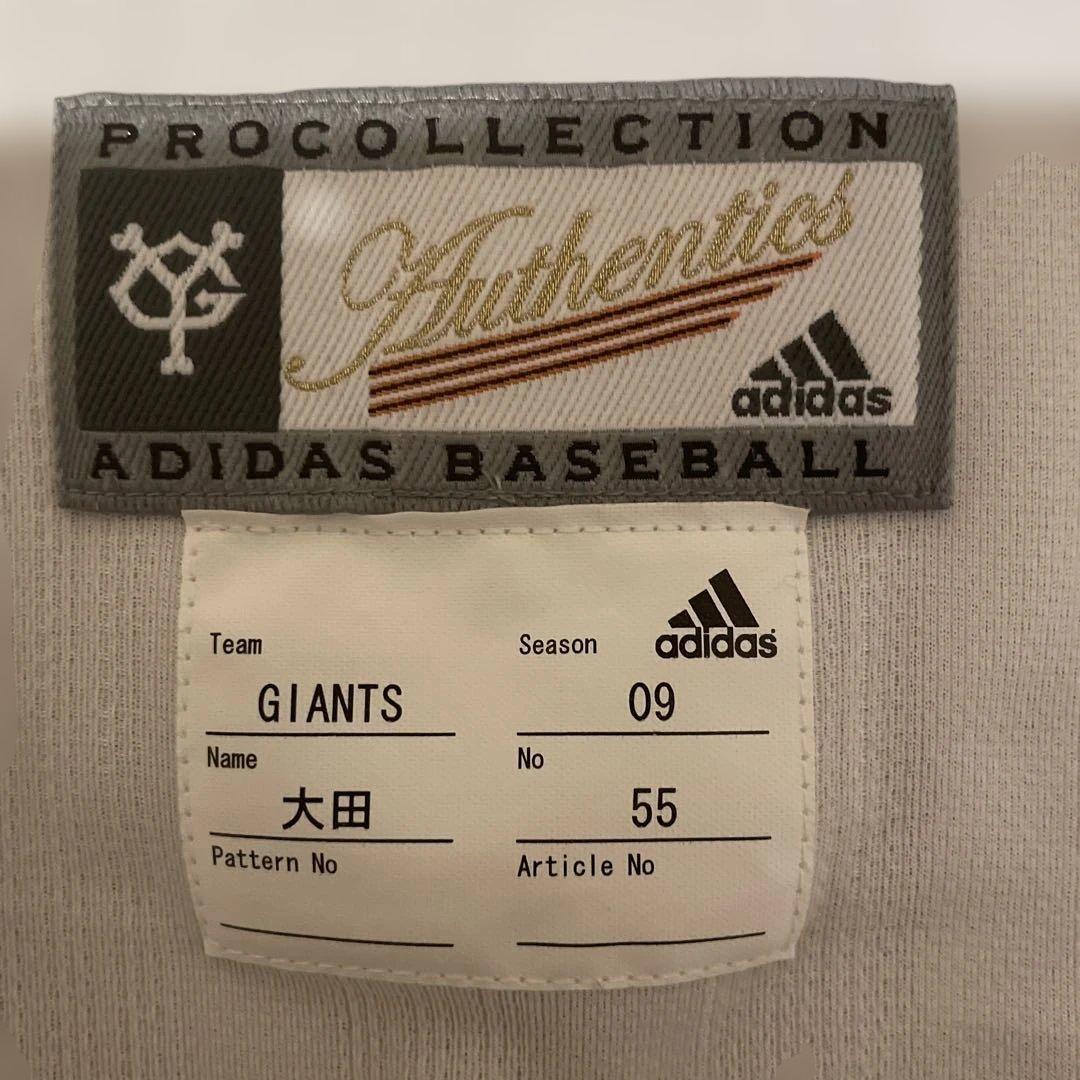 PROCOLLECTION
YG
Authentics
adidas
ADIDAS BASEBALL
adidas
Team Season
GIANTS 09
Name No
大田 55
Pattern No Article No